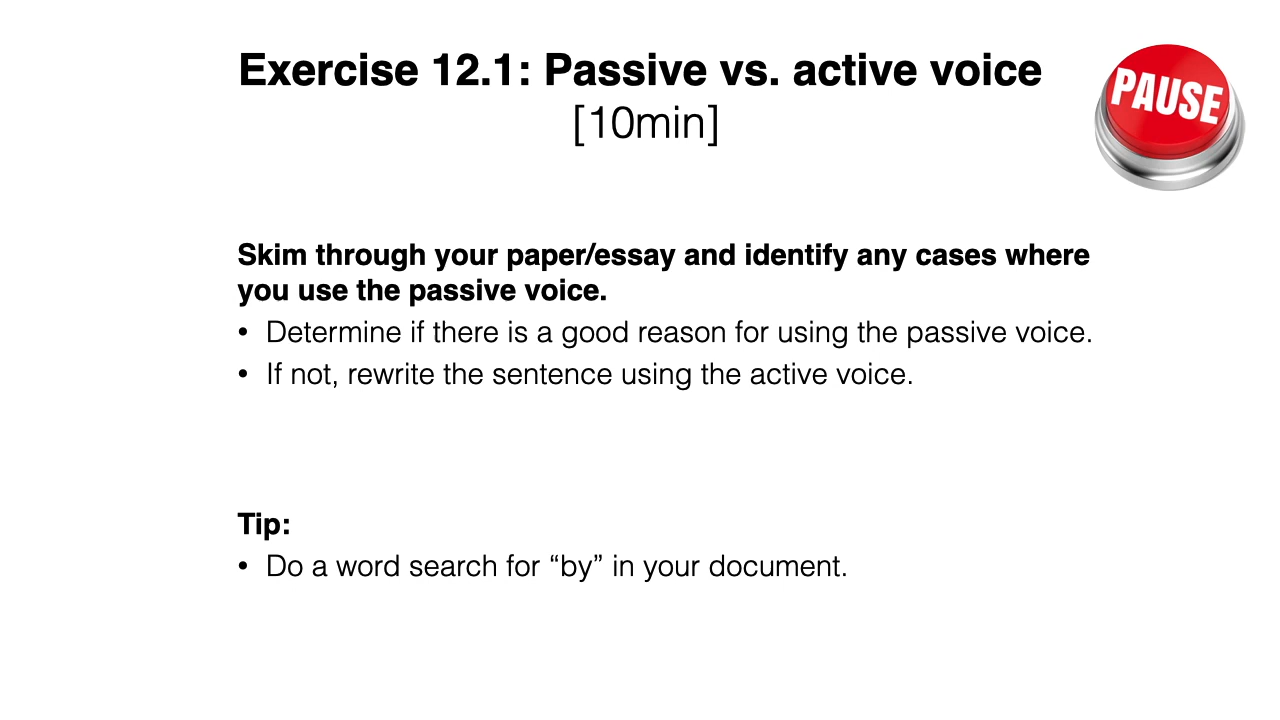 Exercise 12.1: Passive vs. active voice
[10min]
PAUSE
Skim through your paper/essay and identify any cases where
you use the passive voice.
• Determine if there is a good reason for using the passive voice.
• If not, rewrite the sentence using the active voice.
Tip:
• Do a word search for “by” in your document.